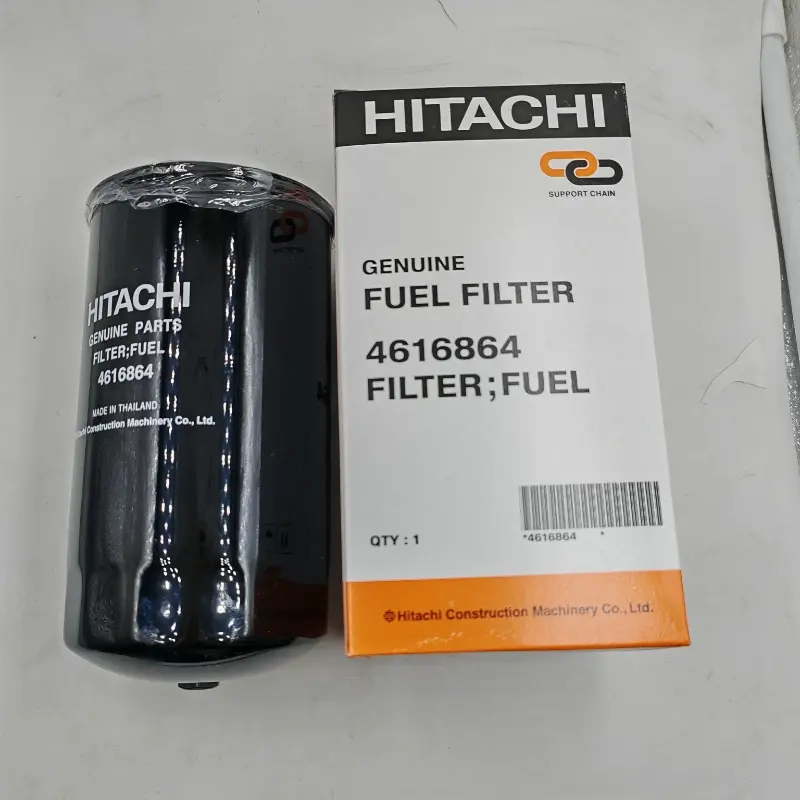 HITACHI
GENUINE PARTS
FILTER;FUEL
4616864
MADE IN THAILAND
Construction Machinery Co., Ltd.
HITACHI
SUPPORT CHAIN
GENUINE
FUEL FILTER
4616864
FILTER;FUEL
QTY : 1
*4616864 *
Hitachi Construction Machinery Co., Ltd.